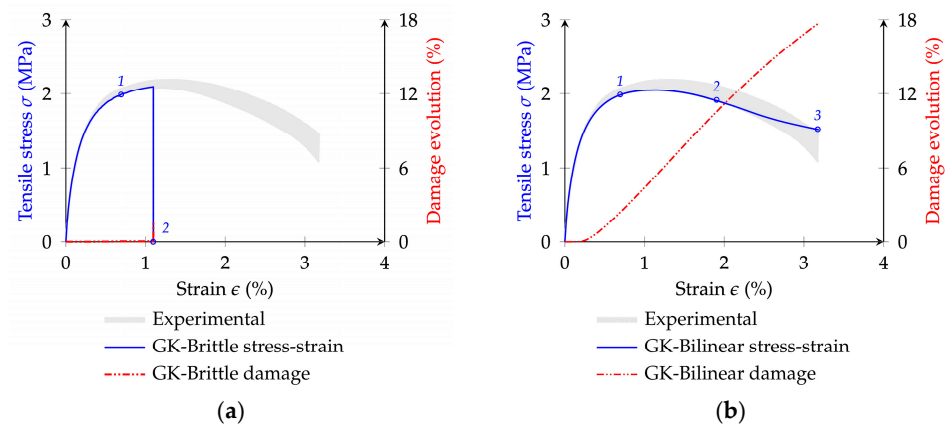 Tensile stress σ (MPa)
3
2
1
0
0
1
2
3
4
Strain ϵ (%)
18
12
6
0
Damage evolution (%)
1
2
Experimental
GK-Brittle stress-strain
GK-Brittle damage
(a)
Tensile stress σ (MPa)
3
2
1
0
0
1
2
3
4
Strain ϵ (%)
18
12
6
0
Damage evolution (%)
1
2
3
Experimental
GK-Bilinear stress-strain
GK-Bilinear damage
(b)